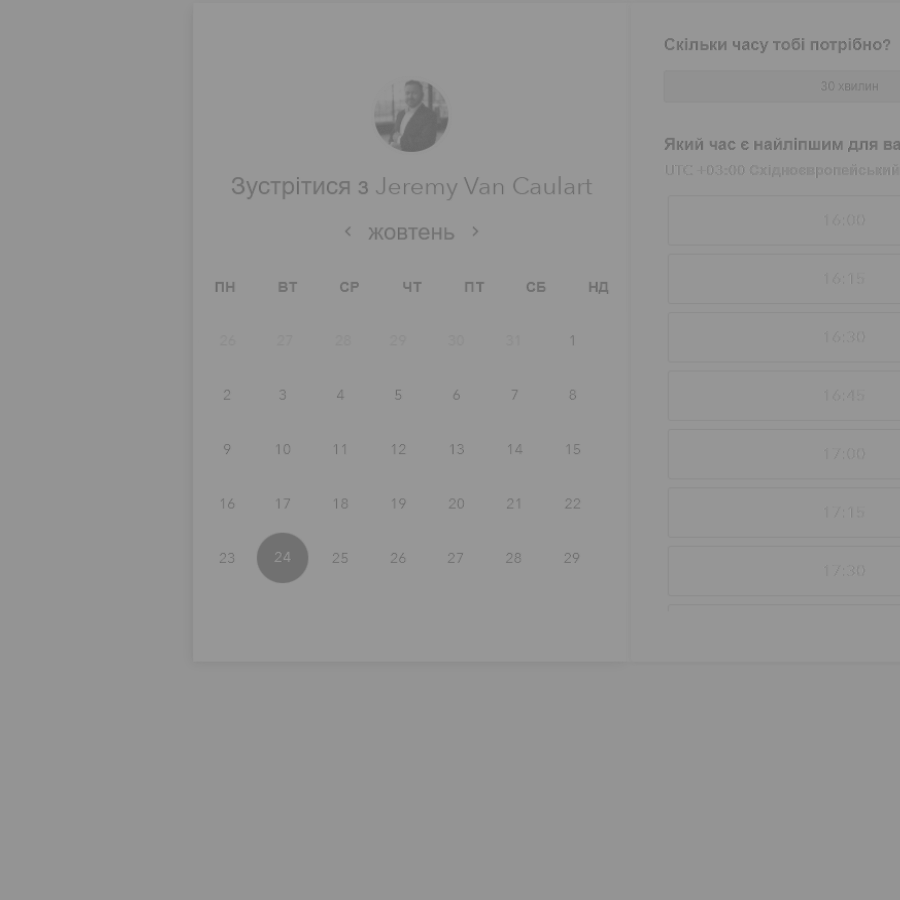 Зустрітися з Jeremy Van Caulart
жовтень
ПН ВТ СР ЧТ ПТ СБ НД
26 27 28 29 30 31 1
2 3 4 5 6 7 8
9 10 11 12 13 14 15
16 17 18 19 20 21 22
23 24 25 26 27 28 29
Скільки часу тобі потрібно?
30 хвилин
Який час є найліпшим для ва
UTC +03:00 Східноєвропейський
16:00
16:15
16:30
16:45
17:00
17:15
17:30